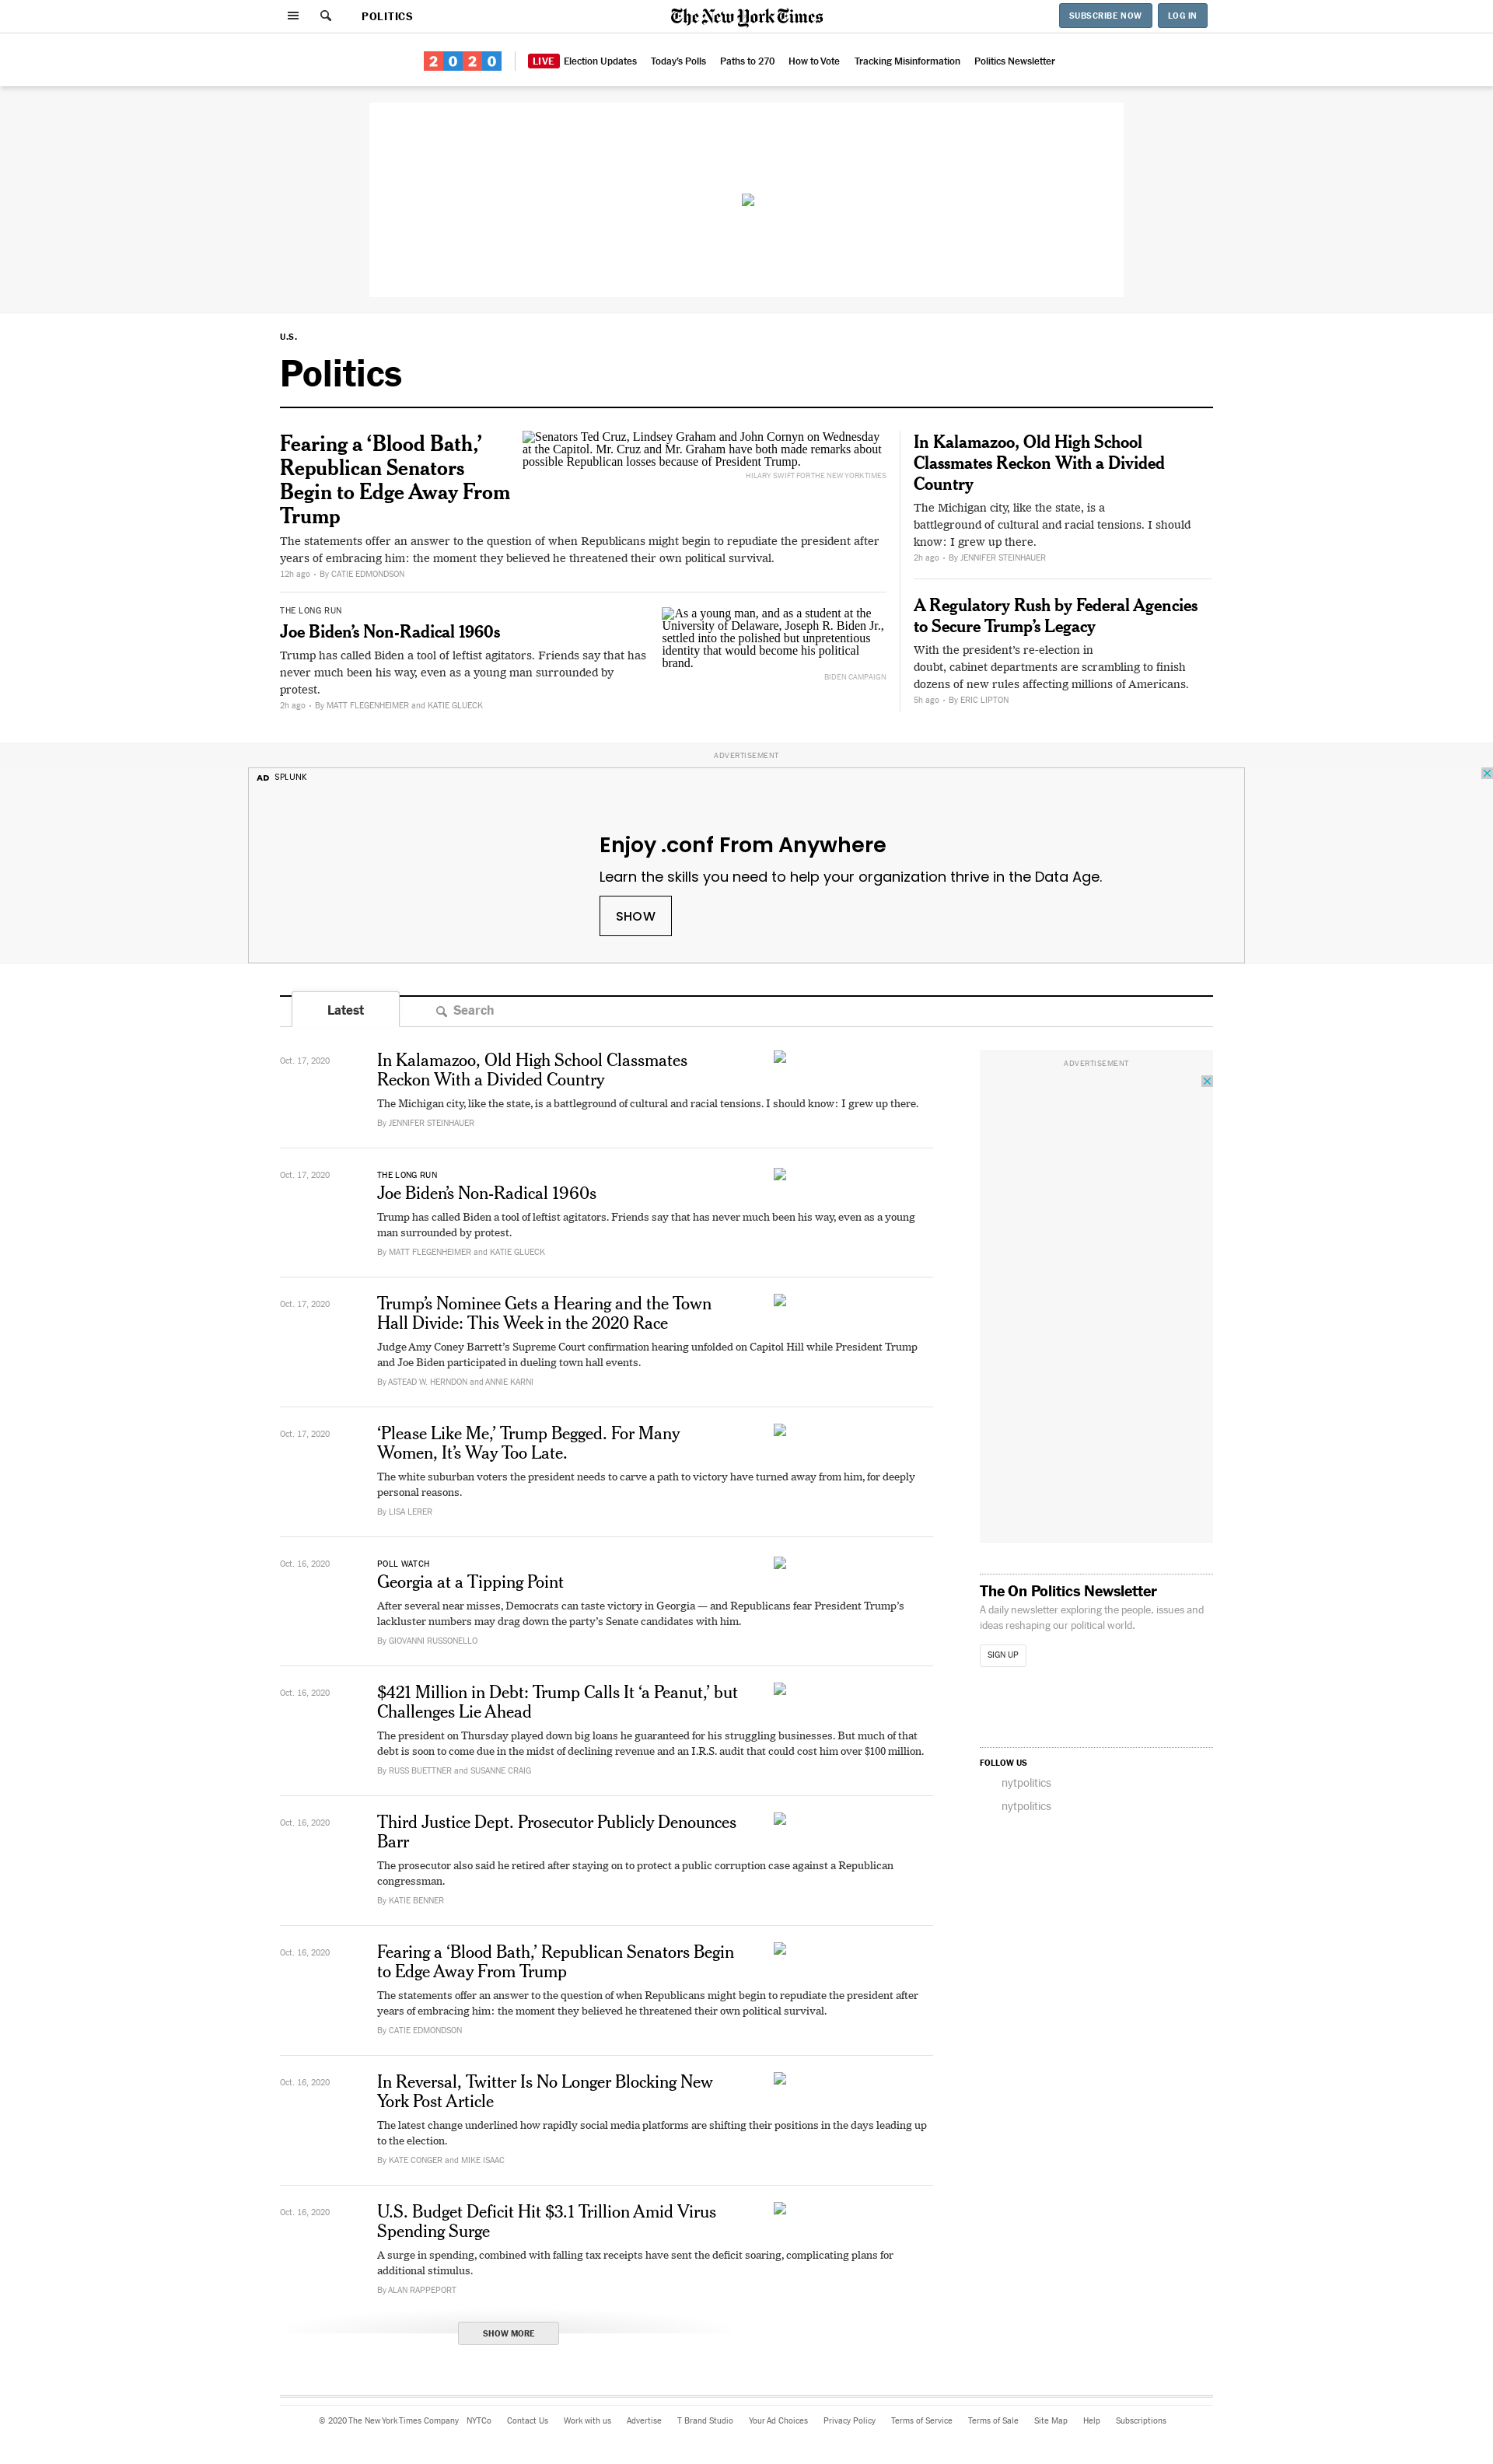 POLITICS
The New York Times
SUBSCRIBE NOW
LOG IN
2020
LIVE Election Updates Today's Polls Paths to 270 How to Vote Tracking Misinformation Politics Newsletter
U.S.
Politics
Fearing a ‘Blood Bath,’
Republican Senators
Begin to Edge Away From
Trump
Senators Ted Cruz, Lindsey Graham and John Cornyn on Wednesday
at the Capitol. Mr. Cruz and Mr. Graham have both made remarks about
possible Republican losses because of President Trump.
HILARY SWIFT FOR THE NEW YORK TIMES
The statements offer an answer to the question of when Republicans might begin to repudiate the president after
years of embracing him: the moment they believed he threatened their own political survival.
12h ago • By CATIE EDMONDSON
THE LONG RUN
Joe Biden’s Non-Radical 1960s
Trump has called Biden a tool of leftist agitators. Friends say that has
never much been his way, even as a young man surrounded by
protest.
2h ago • By MATT FLEGENHEIMER and KATIE GLUECK
As a young man, and as a student at the
University of Delaware, Joseph R. Biden Jr.,
settled into the polished but unpretentious
identity that would become his political
brand.
BIDEN CAMPAIGN
In Kalamazoo, Old High School
Classmates Reckon With a Divided
Country
The Michigan city, like the state, is a
battleground of cultural and racial tensions. I should
know: I grew up there.
2h ago • By JENNIFER STEINHAUER
A Regulatory Rush by Federal Agencies
to Secure Trump’s Legacy
With the president’s re-election in
doubt, cabinet departments are scrambling to finish
dozens of new rules affecting millions of Americans.
5h ago • By ERIC LIPTON
ADVERTISEMENT
AD SPLUNK
Enjoy .conf From Anywhere
Learn the skills you need to help your organization thrive in the Data Age.
SHOW
Latest
Search
Oct. 17, 2020
In Kalamazoo, Old High School Classmates
Reckon With a Divided Country
The Michigan city, like the state, is a battleground of cultural and racial tensions. I should know: I grew up there.
By JENNIFER STEINHAUER
Oct. 17, 2020
THE LONG RUN
Joe Biden’s Non-Radical 1960s
Trump has called Biden a tool of leftist agitators. Friends say that has never much been his way, even as a young
man surrounded by protest.
By MATT FLEGENHEIMER and KATIE GLUECK
Oct. 17, 2020
Trump’s Nominee Gets a Hearing and the Town
Hall Divide: This Week in the 2020 Race
Judge Amy Coney Barrett’s Supreme Court confirmation hearing unfolded on Capitol Hill while President Trump
and Joe Biden participated in dueling town hall events.
By ASTEAD W. HERNDON and ANNIE KARNI
Oct. 17, 2020
‘Please Like Me,’ Trump Begged. For Many
Women, It’s Way Too Late.
The white suburban voters the president needs to carve a path to victory have turned away from him, for deeply
personal reasons.
By LISA LERER
Oct. 16, 2020
POLL WATCH
Georgia at a Tipping Point
After several near misses, Democrats can taste victory in Georgia — and Republicans fear President Trump’s
lackluster numbers may drag down the party’s Senate candidates with him.
By GIOVANNI RUSSONELLO
Oct. 16, 2020
$421 Million in Debt: Trump Calls It ‘a Peanut,’ but
Challenges Lie Ahead
The president on Thursday played down big loans he guaranteed for his struggling businesses. But much of that
debt is soon to come due in the midst of declining revenue and an I.R.S. audit that could cost him over $100 million.
By RUSS BUETTNER and SUSANNE CRAIG
Oct. 16, 2020
Third Justice Dept. Prosecutor Publicly Denounces
Barr
The prosecutor also said he retired after staying on to protect a public corruption case against a Republican
congressman.
By KATIE BENNER
Oct. 16, 2020
Fearing a ‘Blood Bath,’ Republican Senators Begin
to Edge Away From Trump
The statements offer an answer to the question of when Republicans might begin to repudiate the president after
years of embracing him: the moment they believed he threatened their own political survival.
By CATIE EDMONDSON
Oct. 16, 2020
In Reversal, Twitter Is No Longer Blocking New
York Post Article
The latest change underlined how rapidly social media platforms are shifting their positions in the days leading up
to the election.
By KATE CONGER and MIKE ISAAC
Oct. 16, 2020
U.S. Budget Deficit Hit $3.1 Trillion Amid Virus
Spending Surge
A surge in spending, combined with falling tax receipts have sent the deficit soaring, complicating plans for
additional stimulus.
By ALAN RAPPEPORT
SHOW MORE
ADVERTISEMENT
The On Politics Newsletter
A daily newsletter exploring the people, issues and
ideas reshaping our political world.
SIGN UP
FOLLOW US
nytpolitics
nytpolitics
© 2020 The New York Times Company NYTCo Contact Us Work with us Advertise T Brand Studio Your Ad Choices Privacy Policy Terms of Service Terms of Sale Site Map Help Subscriptions